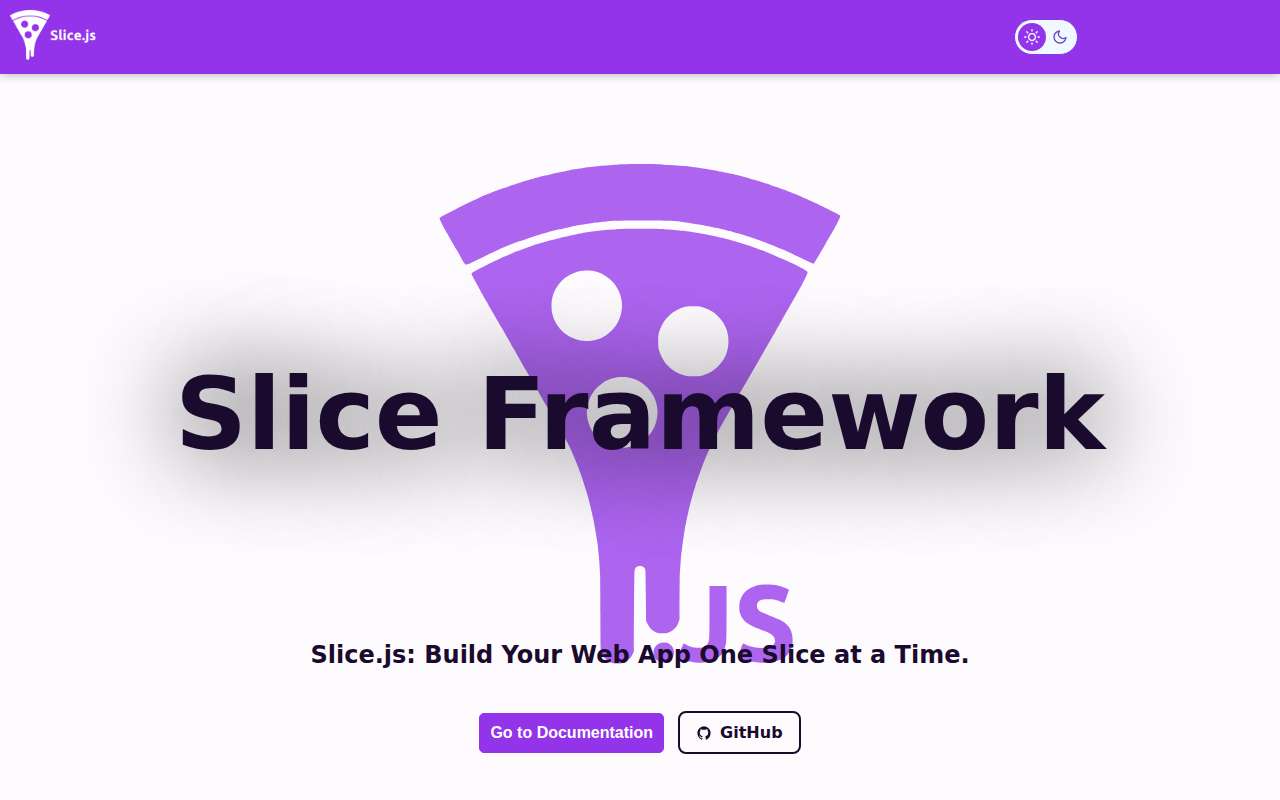 Slice.js
Slice Framework
.JS
Slice.js: Build Your Web App One Slice at a Time.
Go to Documentation
GitHub